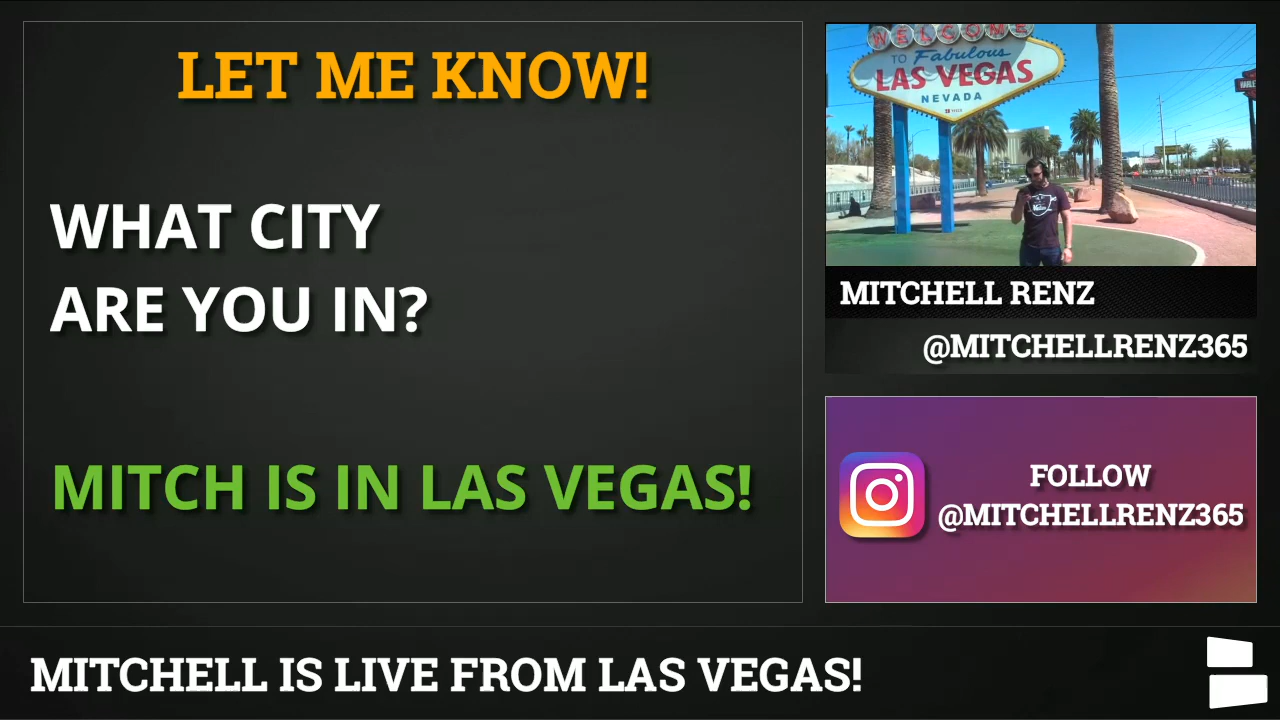 LET ME KNOW!
WHAT CITY
ARE YOU IN?
MITCH IS IN LAS VEGAS!
WELCOME
TO Fabulous
LAS VEGAS
NEVADA
MITCHELL RENZ
@MITCHELLRENZ365
FOLLOW
@MITCHELLRENZ365
MITCHELL IS LIVE FROM LAS VEGAS!